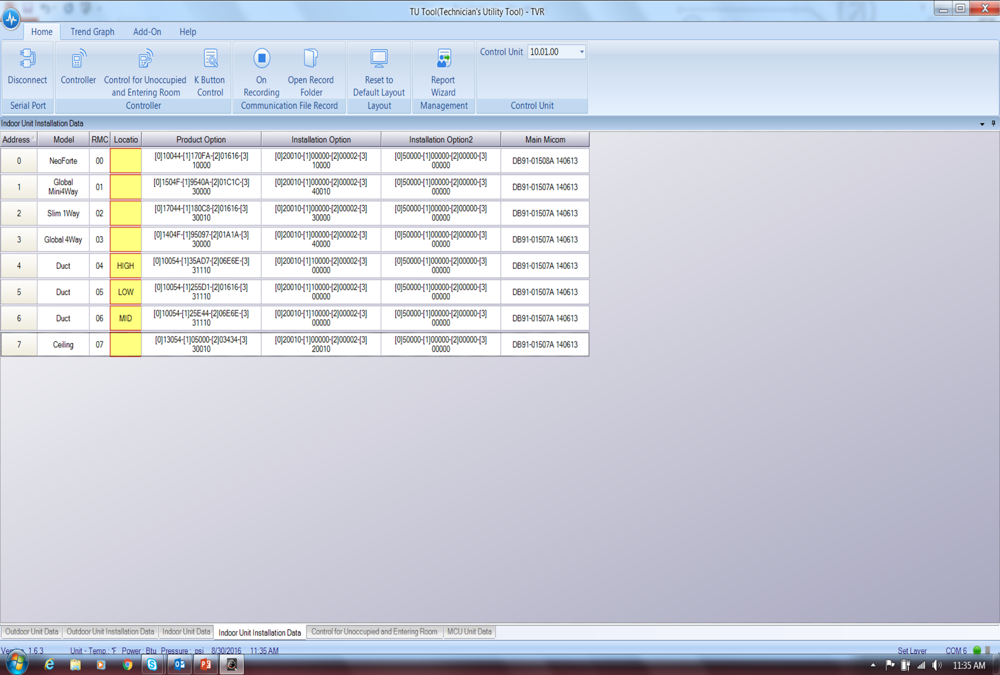 TU Tool(Technician's Utility Tool) - TVR
Home Trend Graph Add-On Help
Control Unit 10.01.00
Disconnect Controller Control for Unoccupied K Button On Open Record Reset to Report
and Entering Room Control Recording Folder Default Layout Wizard
Serial Port Controller Communication File Record Layout Management Control Unit
Indoor Unit Installation Data
Address Model RMC Locatio Product Option Installation Option Installation Option2 Main Micom
0 NeoForte 00 [0]10044-[1]170FA-[2]01616-[3] [0]20010-[1]00000-[2]00002-[3] [0]50000-[1]00000-[2]00000-[3] DB91-01508A 140613
10000 10000 00000
1 Global Mini4Way 01 [0]1504F-[1]9540A-[2]01C1C-[3] [0]20010-[1]00000-[2]00002-[3] [0]50000-[1]00000-[2]00000-[3] DB91-01507A 140613
30000 40010 00000
2 Slim 1Way 02 [0]17044-[1]180C8-[2]01616-[3] [0]20010-[1]00000-[2]00002-[3] [0]50000-[1]00000-[2]00000-[3] DB91-01507A 140613
30010 30000 00000
3 Global 4Way 03 [0]1404F-[1]95097-[2]01A1A-[3] [0]20010-[1]00000-[2]00002-[3] [0]50000-[1]00000-[2]00000-[3] DB91-01507A 140613
30000 40000 00000
4 Duct 04 HIGH [0]10054-[1]35AD7-[2]06E6E-[3] [0]20010-[1]10000-[2]00002-[3] [0]50000-[1]00000-[2]00000-[3] DB91-01507A 140613
31110 00000 00000
5 Duct 05 LOW [0]10054-[1]255D1-[2]01616-[3] [0]20010-[1]10000-[2]00002-[3] [0]50000-[1]00000-[2]00000-[3] DB91-01507A 140613
31110 00000 00000
6 Duct 06 MID [0]10054-[1]25E44-[2]06E6E-[3] [0]20010-[1]10000-[2]00002-[3] [0]50000-[1]00000-[2]00000-[3] DB91-01507A 140613
31110 00000 00000
7 Ceiling 07 [0]13054-[1]05000-[2]03434-[3] [0]20010-[1]00000-[2]00002-[3] [0]50000-[1]00000-[2]00000-[3] DB91-01507A 140613
30010 20010 00000
Outdoor Unit Data Outdoor Unit Installation Data Indoor Unit Data Indoor Unit Installation Data Control for Unoccupied and Entering Room MCU Unit Data
1.6.3 Unit - Temp.: °F Power : Btu Pressure : psi 8/30/2016 11:35 AM Set Layer COM 6
11:35 AM